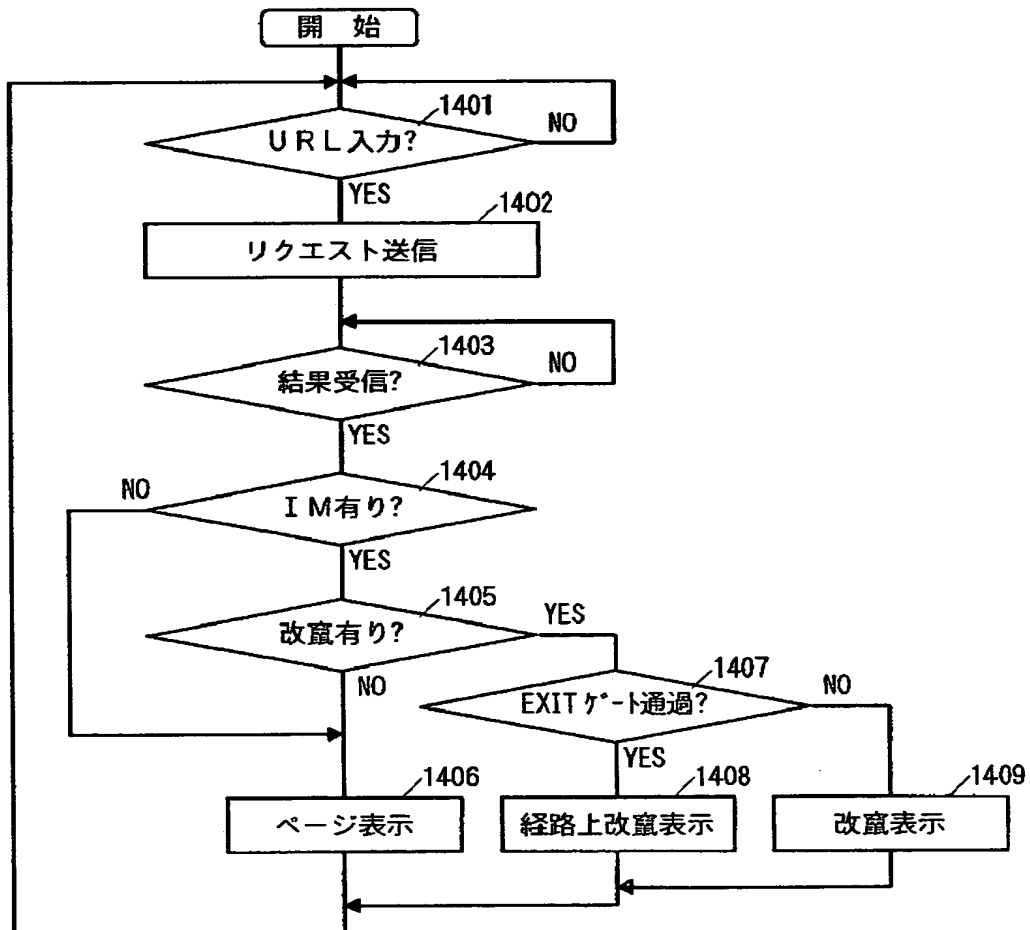 開 始
1401
URL入力?
NO
YES
1402
リクエスト送信
1403
結果受信?
NO
YES
1404
NO
IM有り?
YES
1405
改竄有り?
YES
NO
1407
EXITゲート通過?
NO
YES
1406
ページ表示
1408
経路上改竄表示
1409
改竄表示